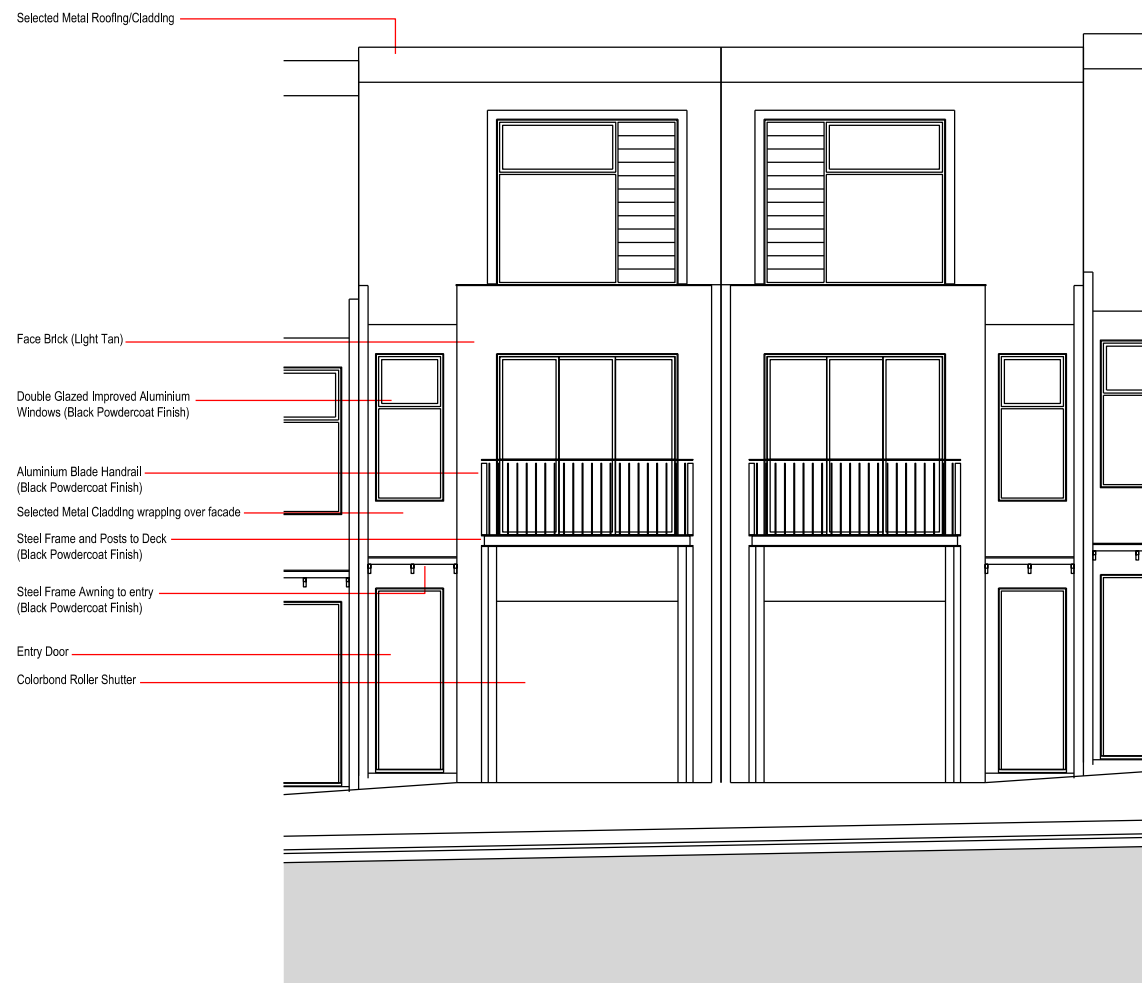 Selected Metal Roofing/Cladding
Face Brick (Light Tan)
Double Glazed Improved Aluminium
Windows (Black Powdercoat Finish)
Aluminium Blade Handrail
(Black Powdercoat Finish)
Selected Metal Cladding wrapping over facade
Steel Frame and Posts to Deck
(Black Powdercoat Finish)
Steel Frame Awning to entry
(Black Powdercoat Finish)
Entry Door
Colorbond Roller Shutter